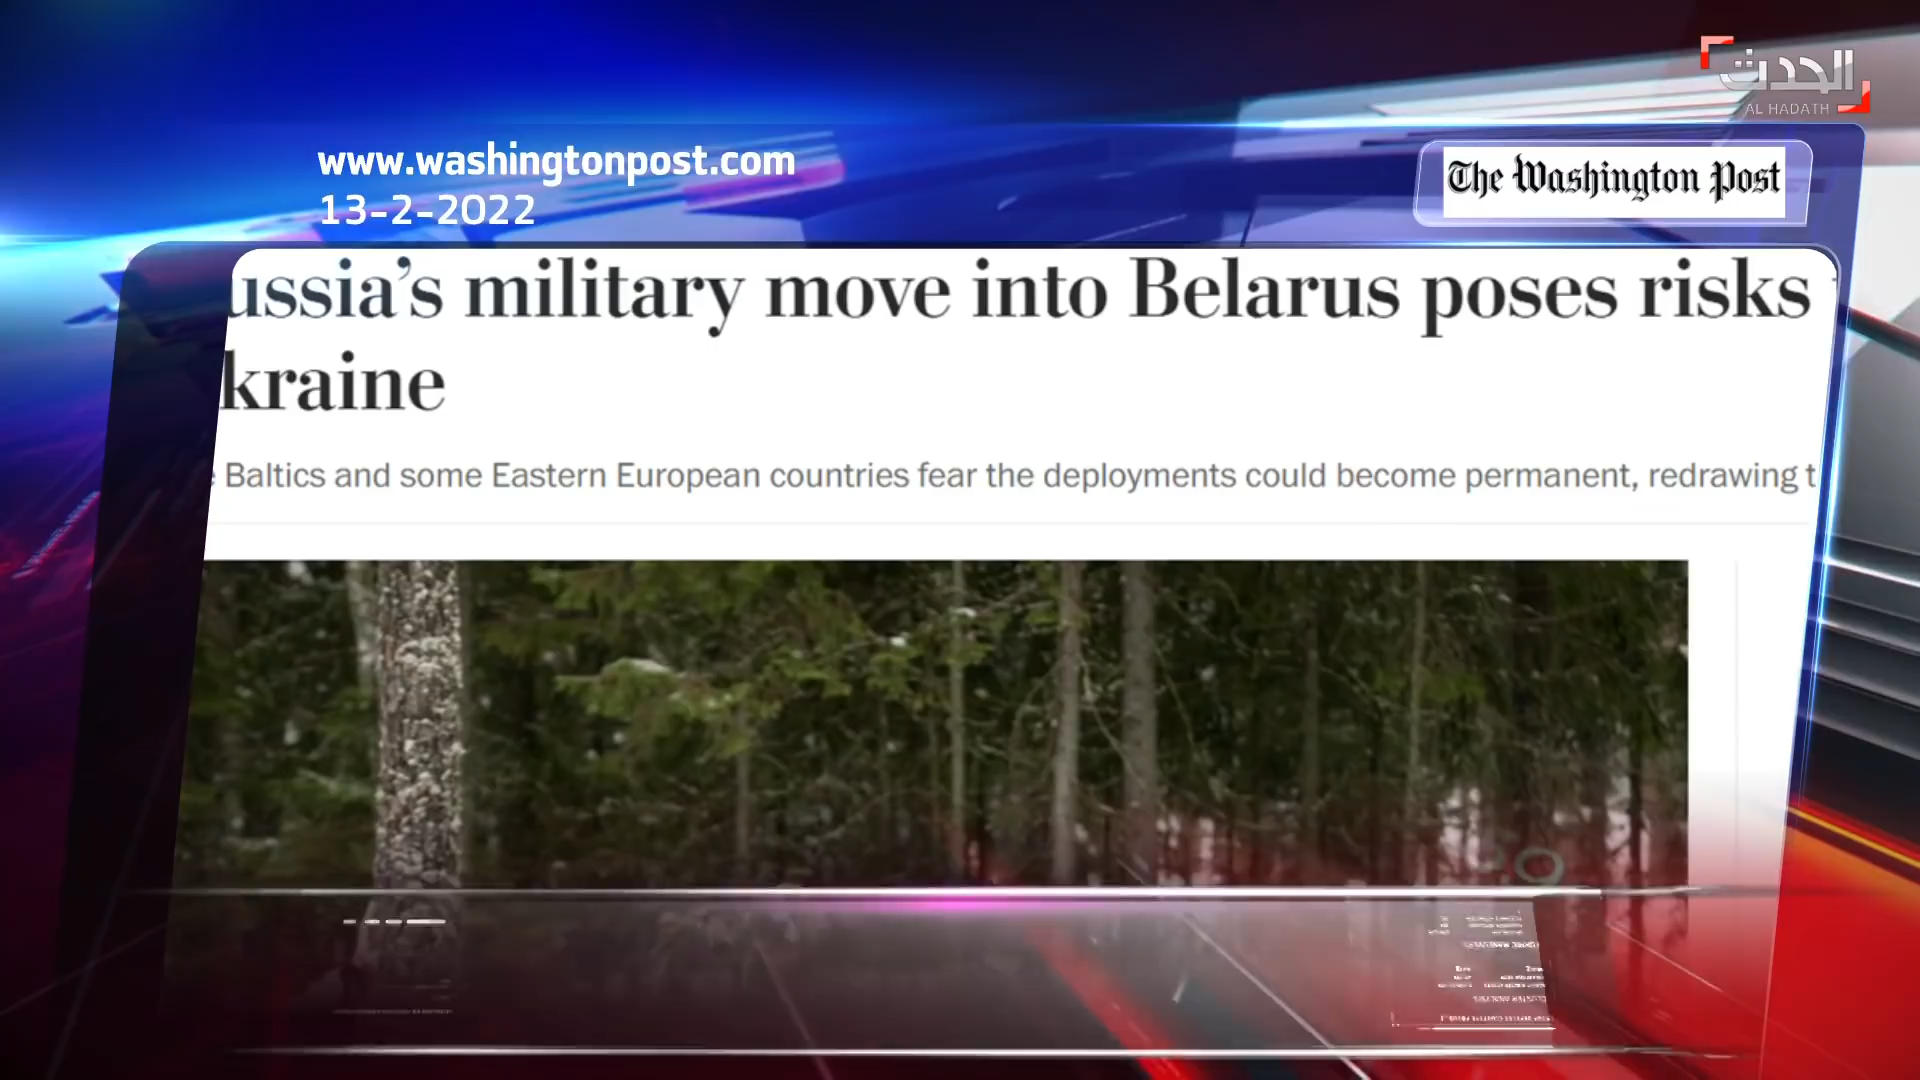 الحدث
AL HADATH
www.washingtonpost.com
13-2-2022
The Washington Post
ussia's military move into Belarus poses risks
kraine
Baltics and some Eastern European countries fear the deployments could become permanent, redrawing t